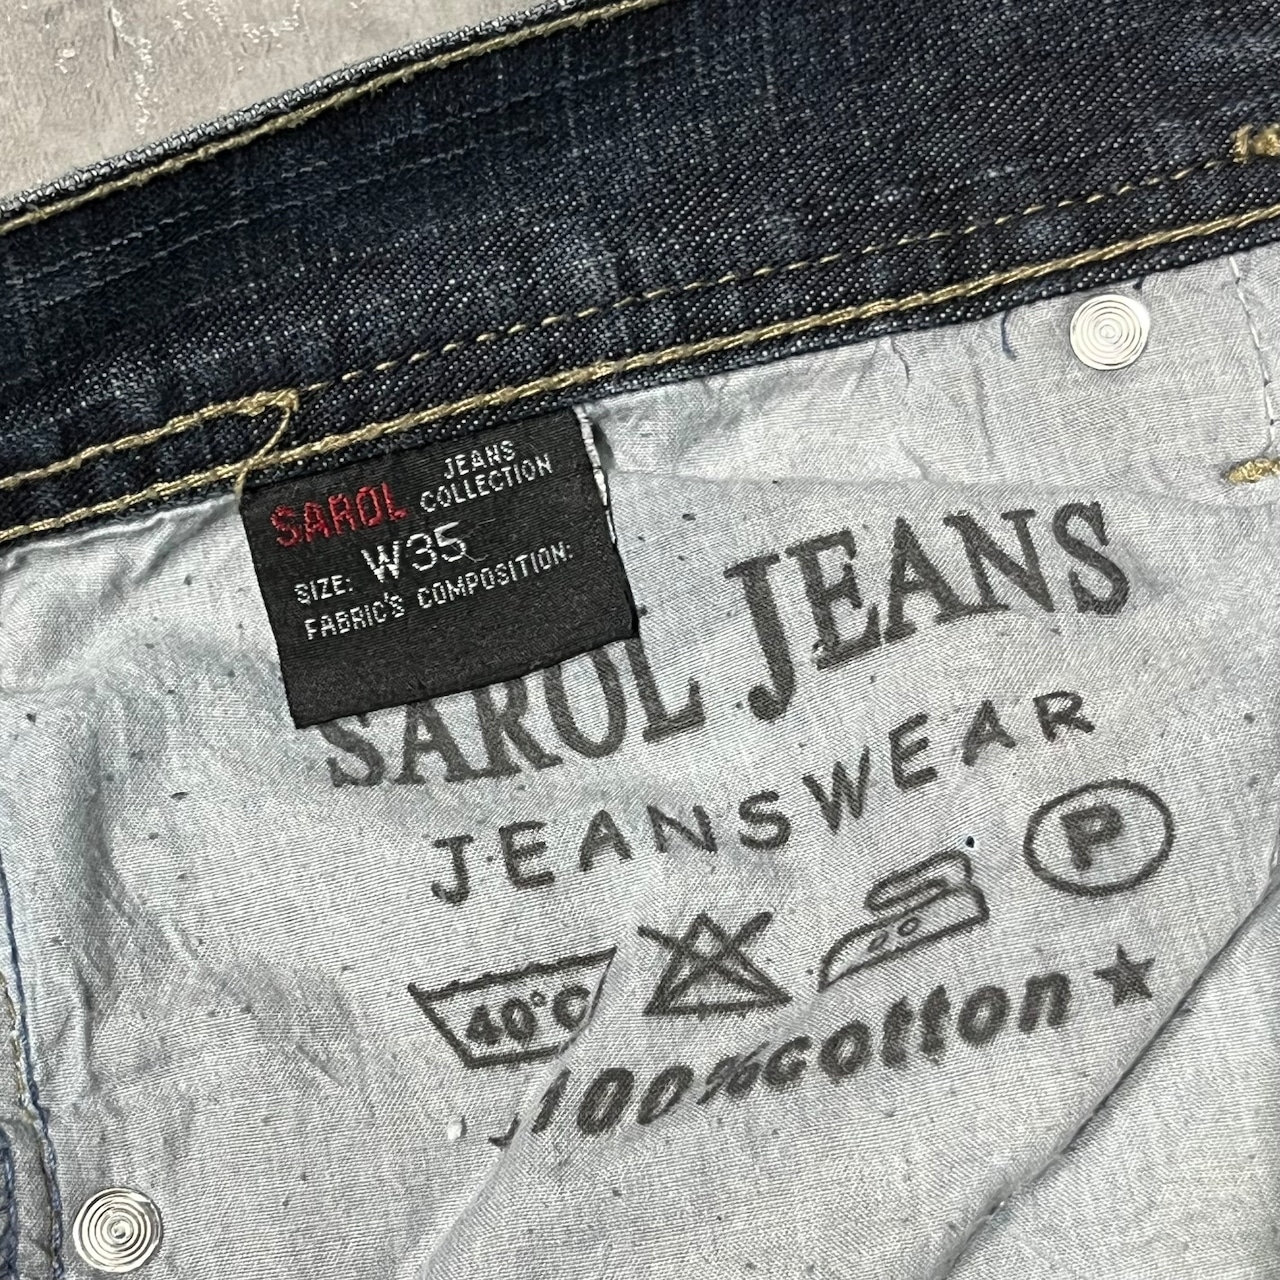 JEANS
SAROL COLLECTION
SIZE: W35
FABRIC'S COMPOSITION:
SAROL JEANS
JEANSWEAR
P
40°C
100%cotton